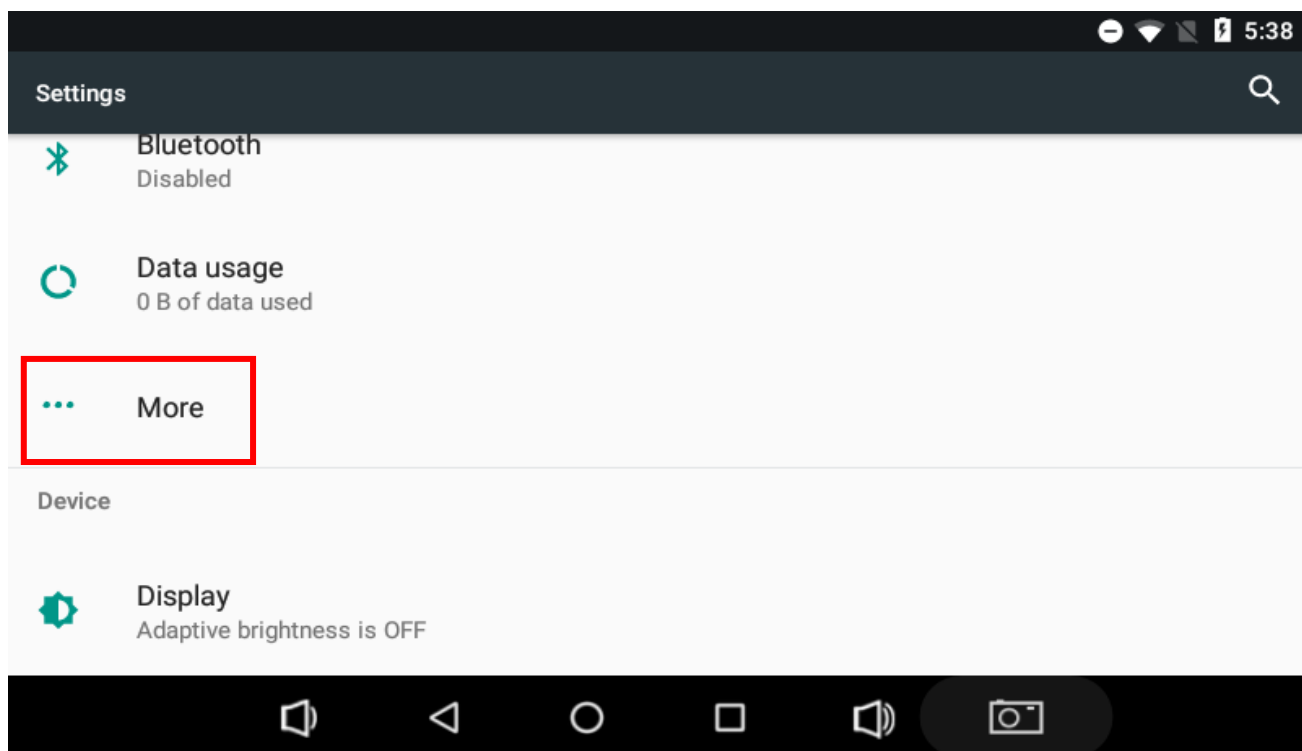 5:38
Settings
Bluetooth
Disabled
Data usage
0 B of data used
More
Device
Display
Adaptive brightness is OFF